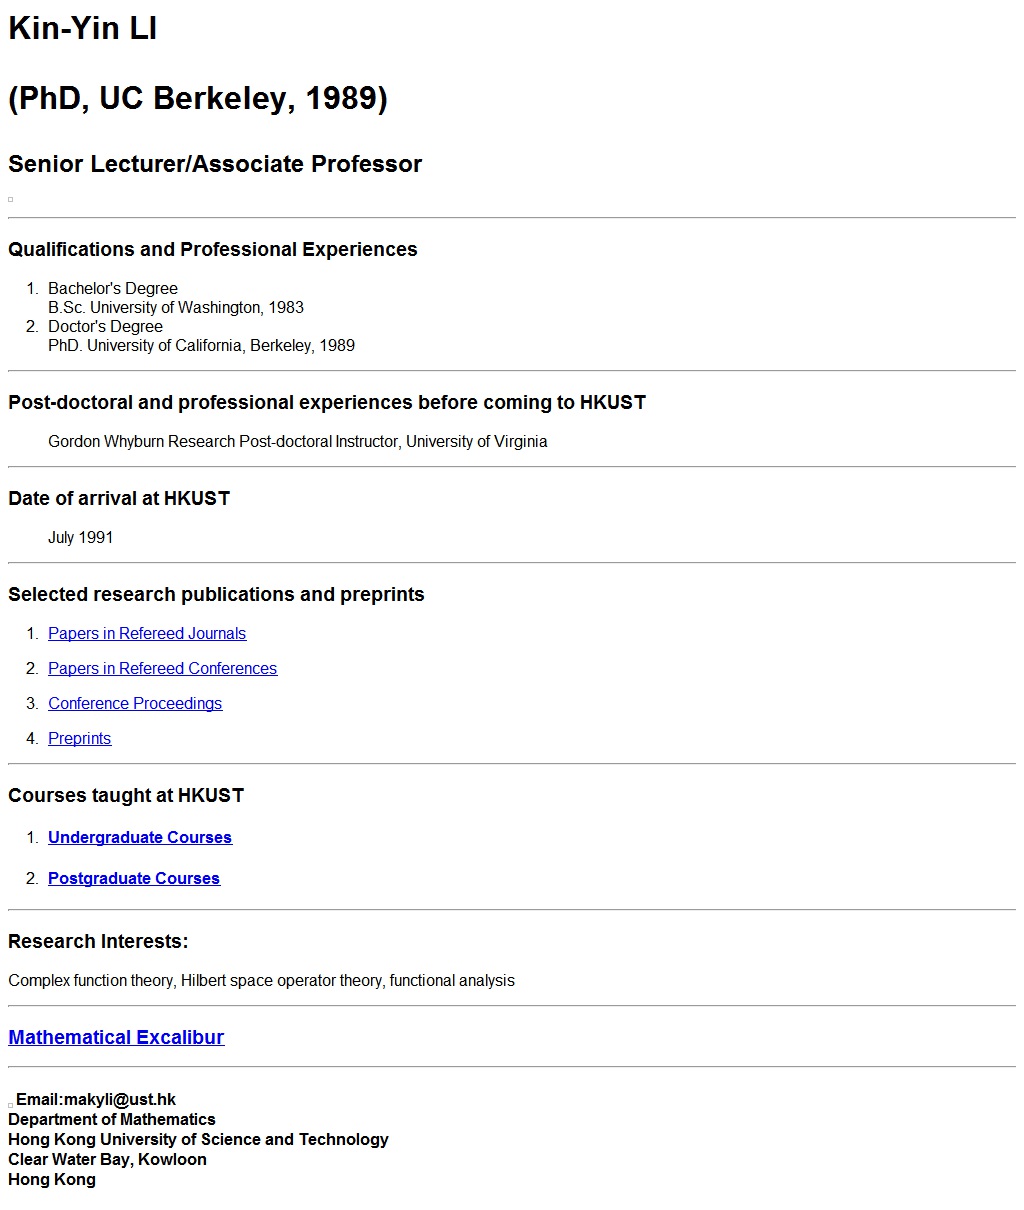 Kin-Yin LI
(PhD, UC Berkeley, 1989)
Senior Lecturer/Associate Professor
Qualifications and Professional Experiences
1. Bachelor's Degree
B.Sc. University of Washington, 1983
2. Doctor's Degree
PhD. University of California, Berkeley, 1989
Post-doctoral and professional experiences before coming to HKUST
Gordon Whyburn Research Post-doctoral Instructor, University of Virginia
Date of arrival at HKUST
July 1991
Selected research publications and preprints
1. Papers in Refereed Journals
2. Papers in Refereed Conferences
3. Conference Proceedings
4. Preprints
Courses taught at HKUST
1. Undergraduate Courses
2. Postgraduate Courses
Research Interests:
Complex function theory, Hilbert space operator theory, functional analysis
Mathematical Excalibur
Email:makyli@ust.hk
Department of Mathematics
Hong Kong University of Science and Technology
Clear Water Bay, Kowloon
Hong Kong